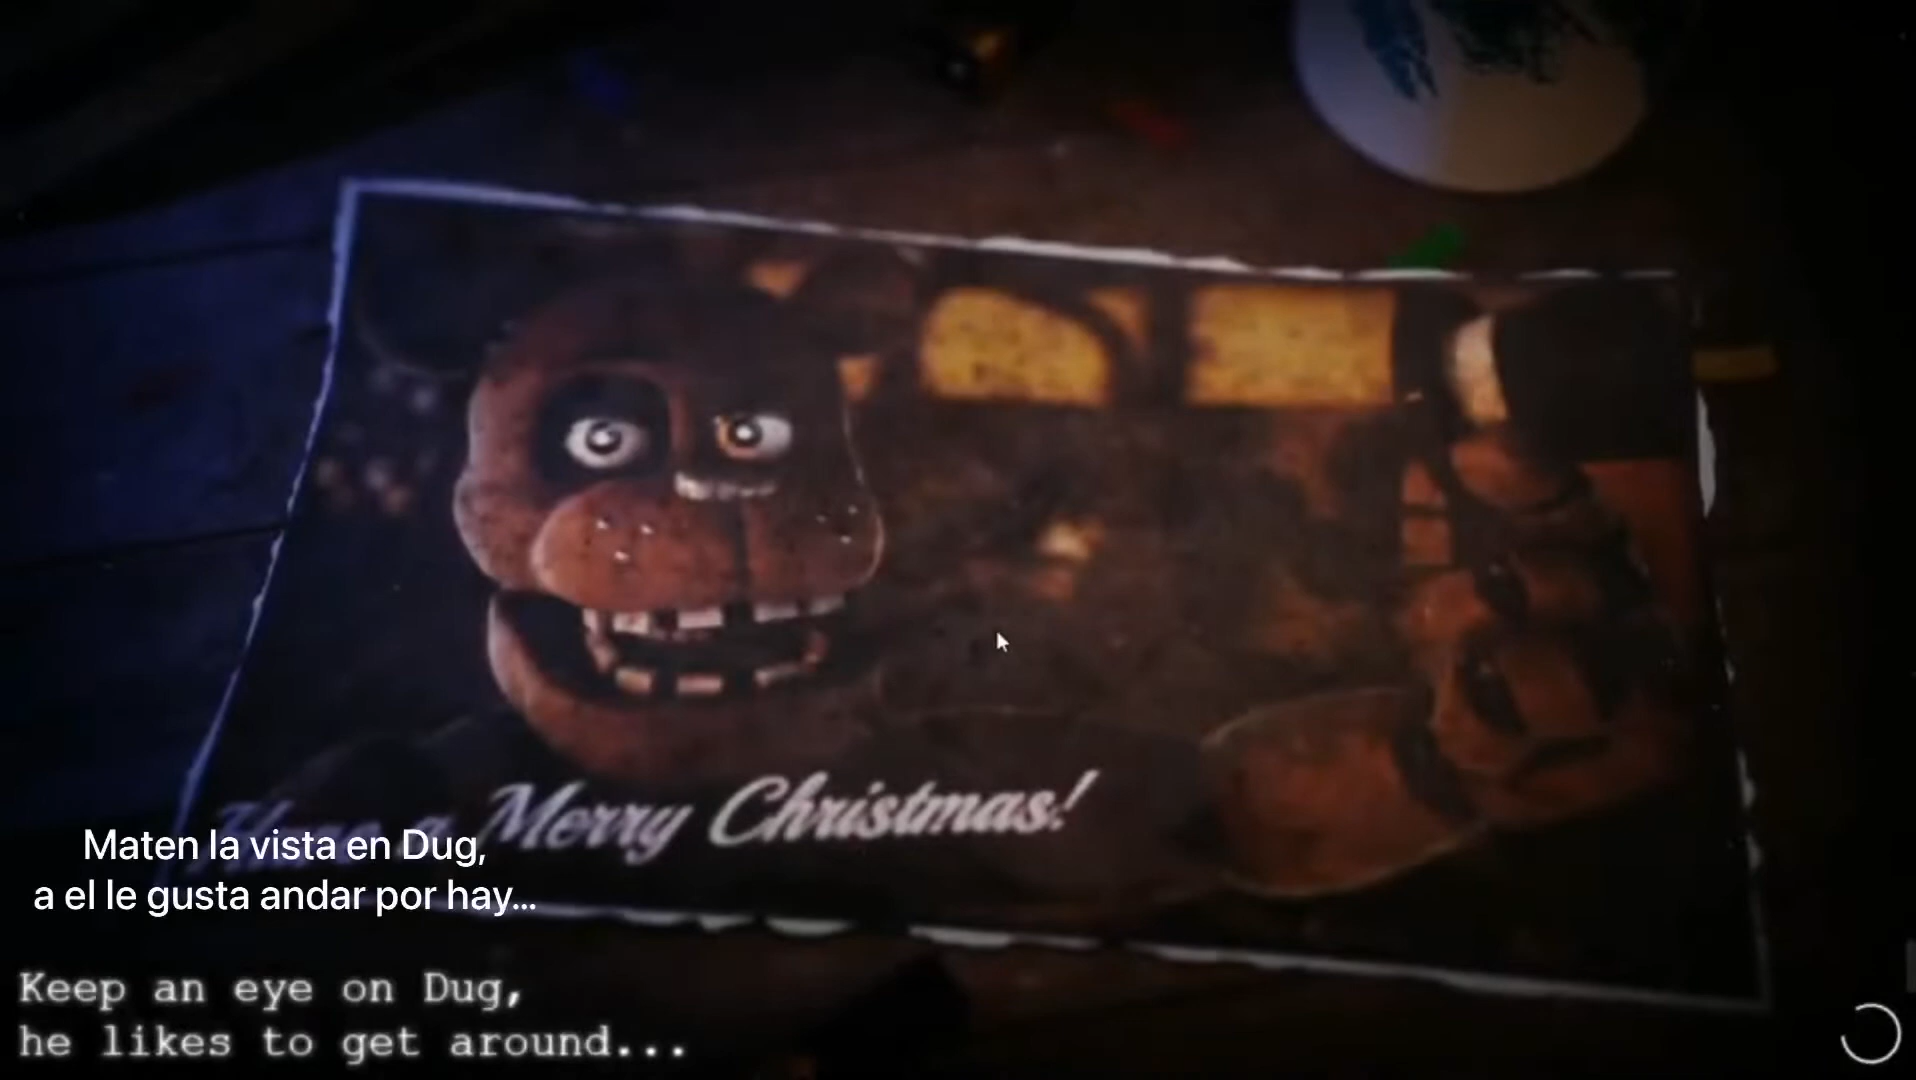 Have a Merry Christmas!
Maten la vista en Dug,
a el le gusta andar por hay...
Keep an eye on Dug,
he likes to get around...